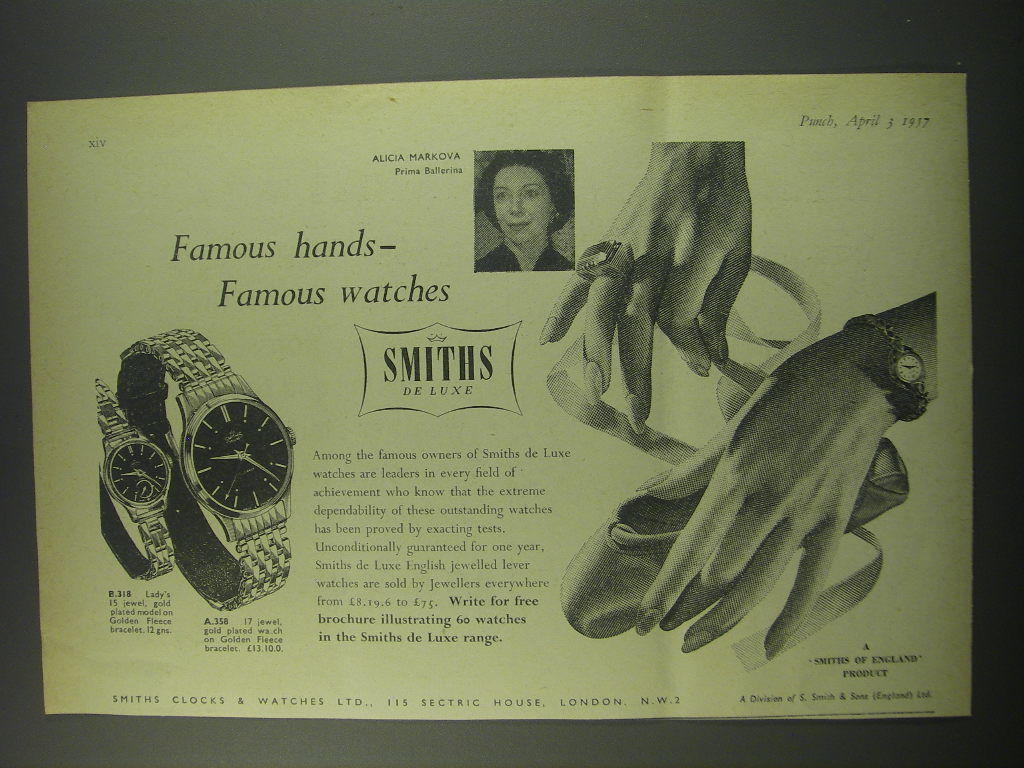 XIV
Punch, April 3 1957
ALICIA MARKOVA
Prima Ballerina
Famous hands–
Famous watches
SMITHS
DE LUXE
Among the famous owners of Smiths de Luxe
watches are leaders in every field of
achievement who know that the extreme
dependability of these outstanding watches
has been proved by exacting tests.
Unconditionally guaranteed for one year,
Smiths de Luxe English jewelled lever
watches are sold by Jewellers everywhere
from £8.19.6 to £75. Write for free
brochure illustrating 60 watches
in the Smiths de Luxe range.
B.318 Lady's
15 jewel, gold
plated model on
Golden Fleece
bracelet. 12 gns.
A.358 17 jewel,
gold plated wa.ch
on Golden Fleece
bracelet. £13.10.0.
A
'SMITHS OF ENGLAND'
PRODUCT
SMITHS CLOCKS & WATCHES LTD., 115 SECTRIC HOUSE, LONDON. N.W.2
A Division of S. Smith & Sons (England) Ltd.